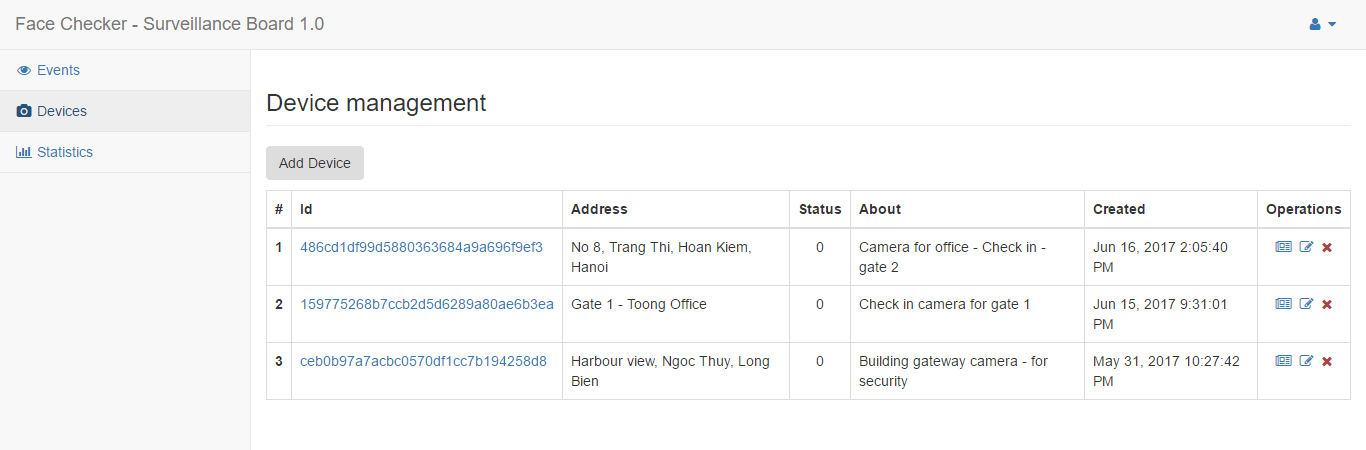 Face Checker - Surveillance Board 1.0
Events
Devices
Statistics
Device management
Add Device
# Id Address Status About Created Operations
1 486cd1df99d5880363684a9a696f9ef3 No 8, Trang Thi, Hoan Kiem, 0 Camera for office - Check in - Jun 16, 2017 2:05:40
Hanoi gate 2 PM
2 159775268b7ccb2d5d6289a80ae6b3ea Gate 1 - Toong Office 0 Check in camera for gate 1 Jun 15, 2017 9:31:01
PM
3 ceb0b97a7acbc0570df1cc7b194258d8 Harbour view, Ngoc Thuy, Long 0 Building gateway camera - for May 31, 2017 10:27:42
Bien security PM